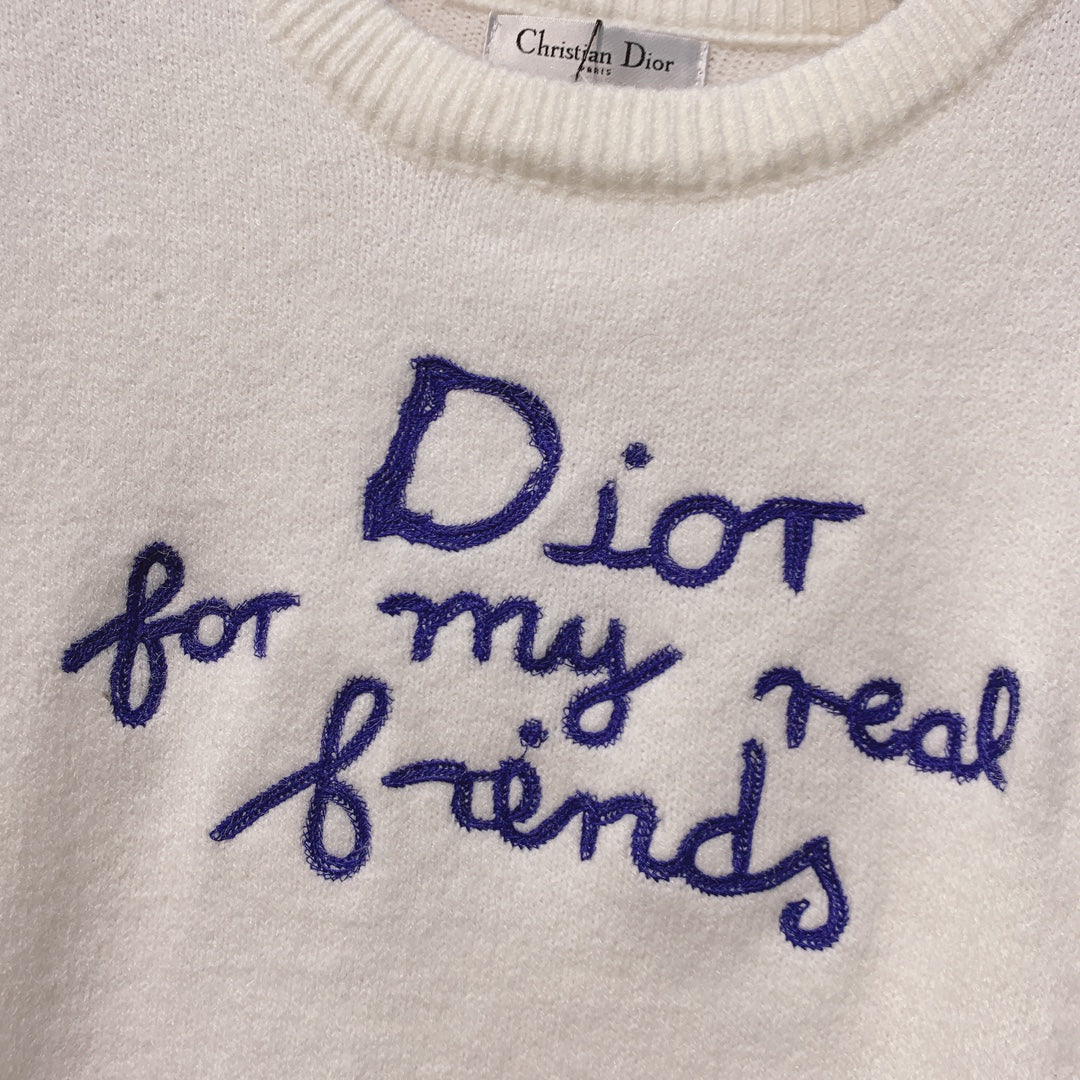 Christian Dior
PARIS
Dior
for my real
friends